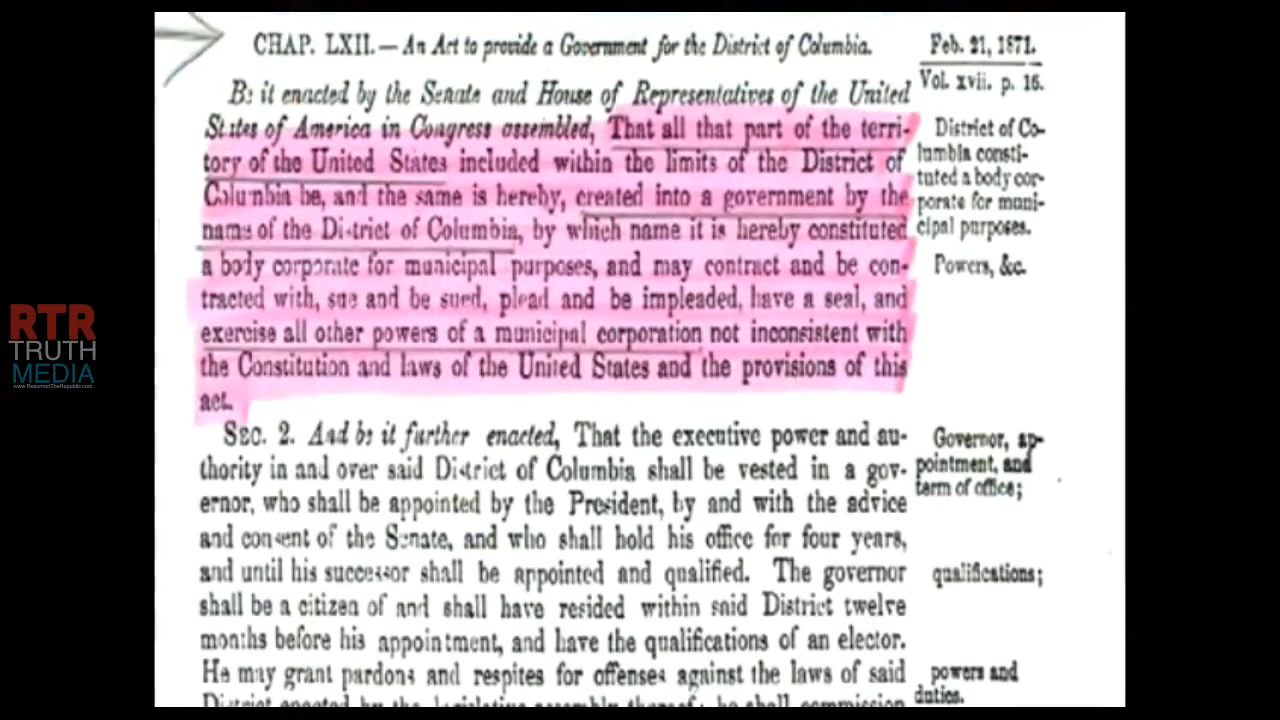 CHAP. LXII.—An Act to provide a Government for the District of Columbia.
Be it enacted by the Senate and House of Representatives of the United
States of America in Congress assembled, That all that part of the terri-
tory of the United States included within the limits of the District of
Columbia be, and the same is hereby, created into a government by the
name of the District of Columbia, by which name it is hereby constituted
a body corporate for municipal purposes, and may contract and be con-
tracted with, sue and be sued, plead and be impleaded, have a seal, and
exercise all other powers of a municipal corporation not inconsistent with
the Constitution and laws of the United States and the provisions of this
act.
SEC. 2. And be it further enacted, That the executive power and au-
thority in and over said District of Columbia shall be vested in a gov-
ernor, who shall be appointed by the President, by and with the advice
and consent of the Senate, and who shall hold his office for four years,
and until his successor shall be appointed and qualified. The governor
shall be a citizen of and shall have resided within said District twelve
months before his appointment, and have the qualifications of an elector.
He may grant pardons and respites for offenses against the laws of said
District enacted by the legislative assembly thereof; he shall commission
Feb. 21, 1871.
Vol. xvii. p. 16.
District of Co-
lumbia consti-
tuted a body cor-
porate for muni-
cipal purposes.
Powers, &c.
Governor, ap-
pointment, and
term of office;
qualifications;
powers and
duties.
RTR
TRUTH
MEDIA
www.ResurrectTheRepublic.com